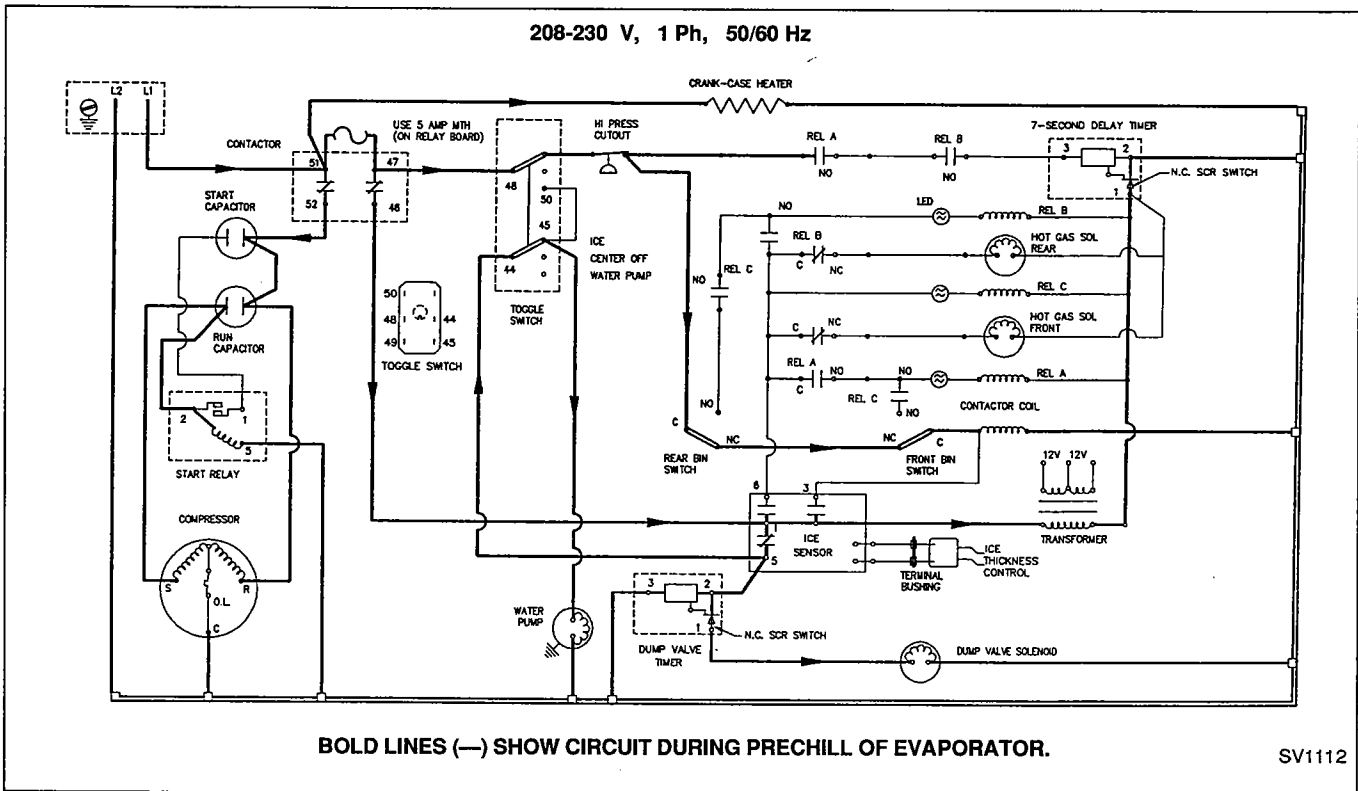 208-230 V, 1 Ph, 50/60 Hz
L2
L1
CRANK-CASE HEATER
CONTACTOR
USE 5 AMP MTH
(ON RELAY BOARD)
HI PRESS
CUTOUT
REL A
NO
REL B
NO
7-SECOND DELAY TIMER
3
2
1
N.C. SCR SWITCH
51
47
52
46
48
50
45
44
ICE
CENTER OFF
WATER PUMP
TOGGLE
SWITCH
START
CAPACITOR
RUN
CAPACITOR
50
48
44
49
45
TOGGLE SWITCH
NO
LED
REL B
REL B
C
NC
HOT GAS SOL
REAR
NO
REL C
REL C
C
NC
HOT GAS SOL
FRONT
REL A
C
NO
NO
REL A
REL C
NO
NO
CONTACTOR COIL
C
NC
REAR BIN
SWITCH
NC
C
FRONT BIN
SWITCH
12V
12V
TRANSFORMER
2
1
5
START RELAY
COMPRESSOR
S
R
O.L.
C
6
3
1
5
ICE
SENSOR
TERMINAL
BUSHING
ICE
THICKNESS
CONTROL
WATER
PUMP
3
2
1
N.C. SCR SWITCH
DUMP VALVE
TIMER
DUMP VALVE SOLENOID
BOLD LINES (—) SHOW CIRCUIT DURING PRECHILL OF EVAPORATOR.
SV1112